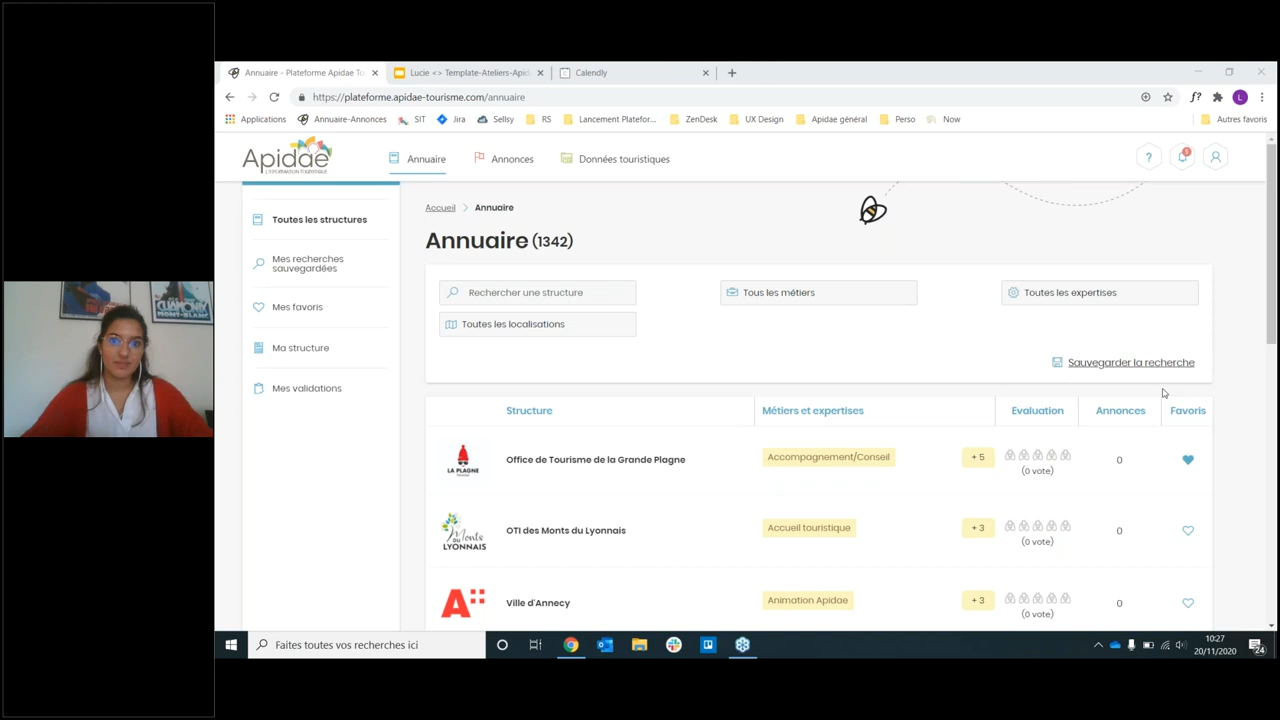 CHAMONIX
MONT-BLANC
Annuaire - Plateforme Apidae To
Lucie <> Template-Ateliers-Apid
Calendly
https://plateforme.apidae-tourisme.com/annuaire
f?
L
Applications
Annuaire-Annonces
SIT
Jira
Sellsy
RS
Lancement Platefor...
ZenDesk
UX Design
Apidae général
Perso
Now
Autres favoris
Apidae
L'INFORMATION TOURISTIQUE
Annuaire
Annonces
Données touristiques
?
5
Toutes les structures
Mes recherches
sauvegardées
Mes favoris
Ma structure
Mes validations
Accueil > Annuaire
Annuaire (1342)
Rechercher une structure
Tous les métiers
Toutes les expertises
Toutes les localisations
Sauvegarder la recherche
Structure
Métiers et expertises
Evaluation
Annonces
Favoris
LA PLAGNE
Office de Tourisme de la Grande Plagne
Accompagnement/Conseil
+ 5
(0 vote)
0
Monts
DU
LYONNAIS
OTI des Monts du Lyonnais
Accueil touristique
+ 3
(0 vote)
0
A
Ville d'Annecy
Animation Apidae
+ 3
(0 vote)
0
Faites toutes vos recherches ici
10:27
20/11/2020
24